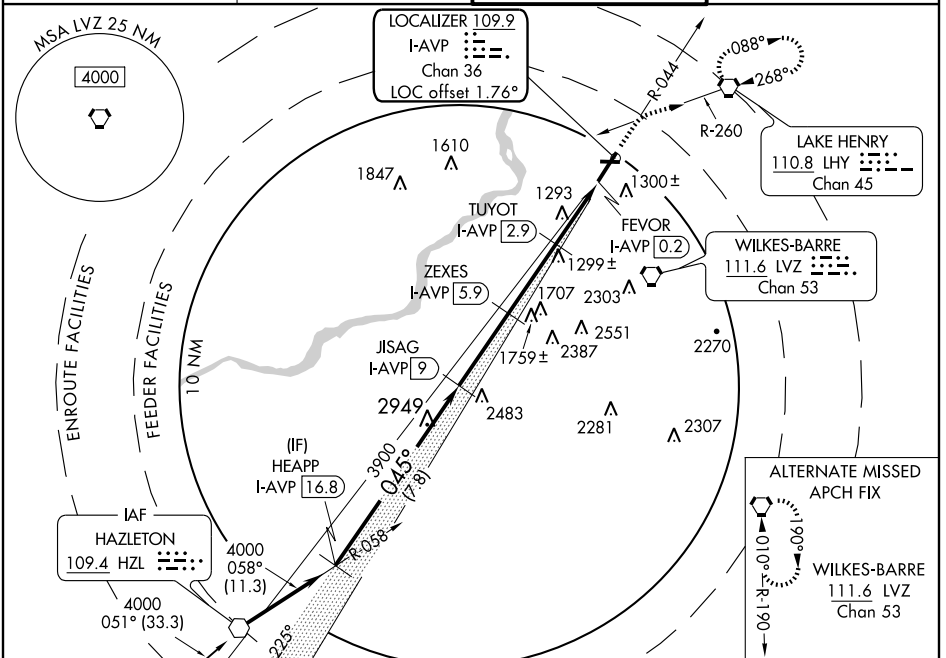 MSA LVZ 25 NM
4000
LOCALIZER 109.9
I-AVP
Chan 36
LOC offset 1.76°
R-044
088°
268°
R-260
LAKE HENRY
110.8 LHY
Chan 45
1610
1847
1293
1300 ±
TUYOT
I-AVP 2.9
FEVOR
I-AVP 0.2
WILKES-BARRE
111.6 LVZ
Chan 53
1299 ±
ZEXES
I-AVP 5.9
1707
2303
2551
1759 ±
2387
2270
JISAG
I-AVP 9
2949
2483
2281
2307
ENROUTE FACILITIES
FEEDER FACILITIES
10 NM
(IF)
HEAPP
I-AVP 16.8
3900
045°
(7.8)
R-058
IAF
HAZLETON
109.4 HZL
4000
058°
(11.3)
4000
051° (33.3)
225°
ALTERNATE MISSED
APCH FIX
190°
010°
R-190
WILKES-BARRE
111.6 LVZ
Chan 53